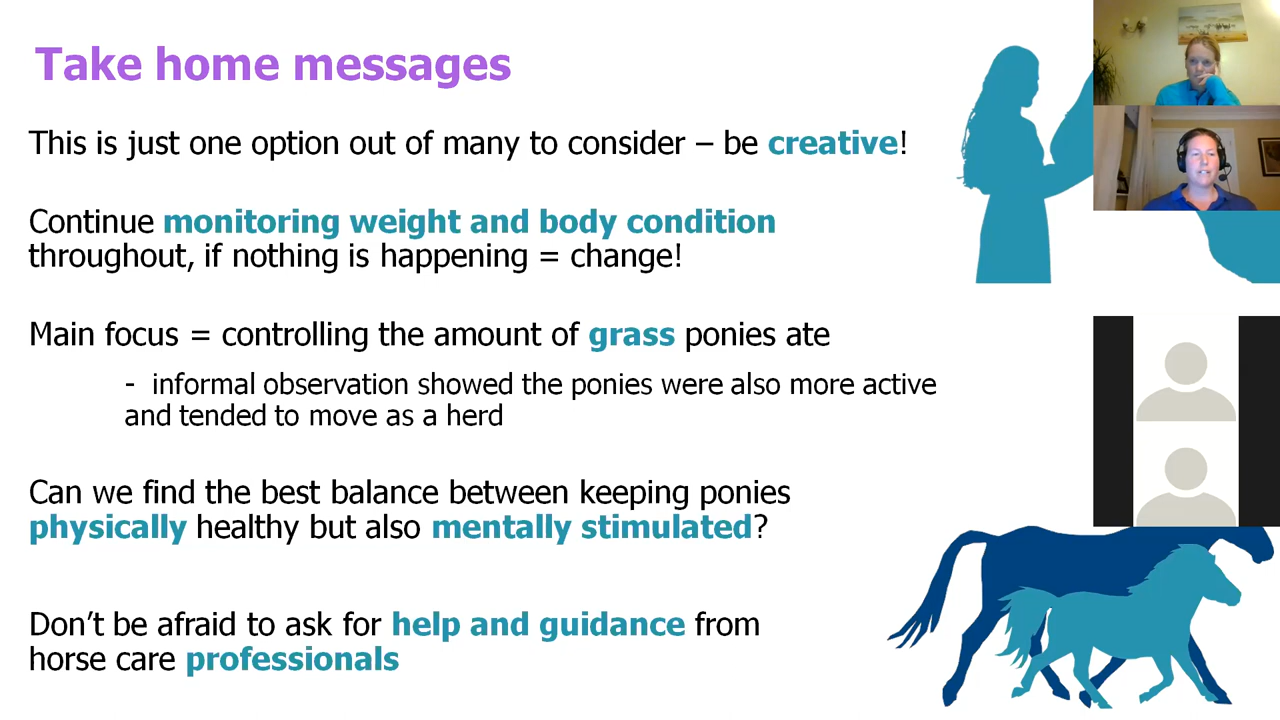 Take home messages
This is just one option out of many to consider – be creative!
Continue monitoring weight and body condition
throughout, if nothing is happening = change!
Main focus = controlling the amount of grass ponies ate
- informal observation showed the ponies were also more active
and tended to move as a herd
Can we find the best balance between keeping ponies
physically healthy but also mentally stimulated?
Don’t be afraid to ask for help and guidance from
horse care professionals